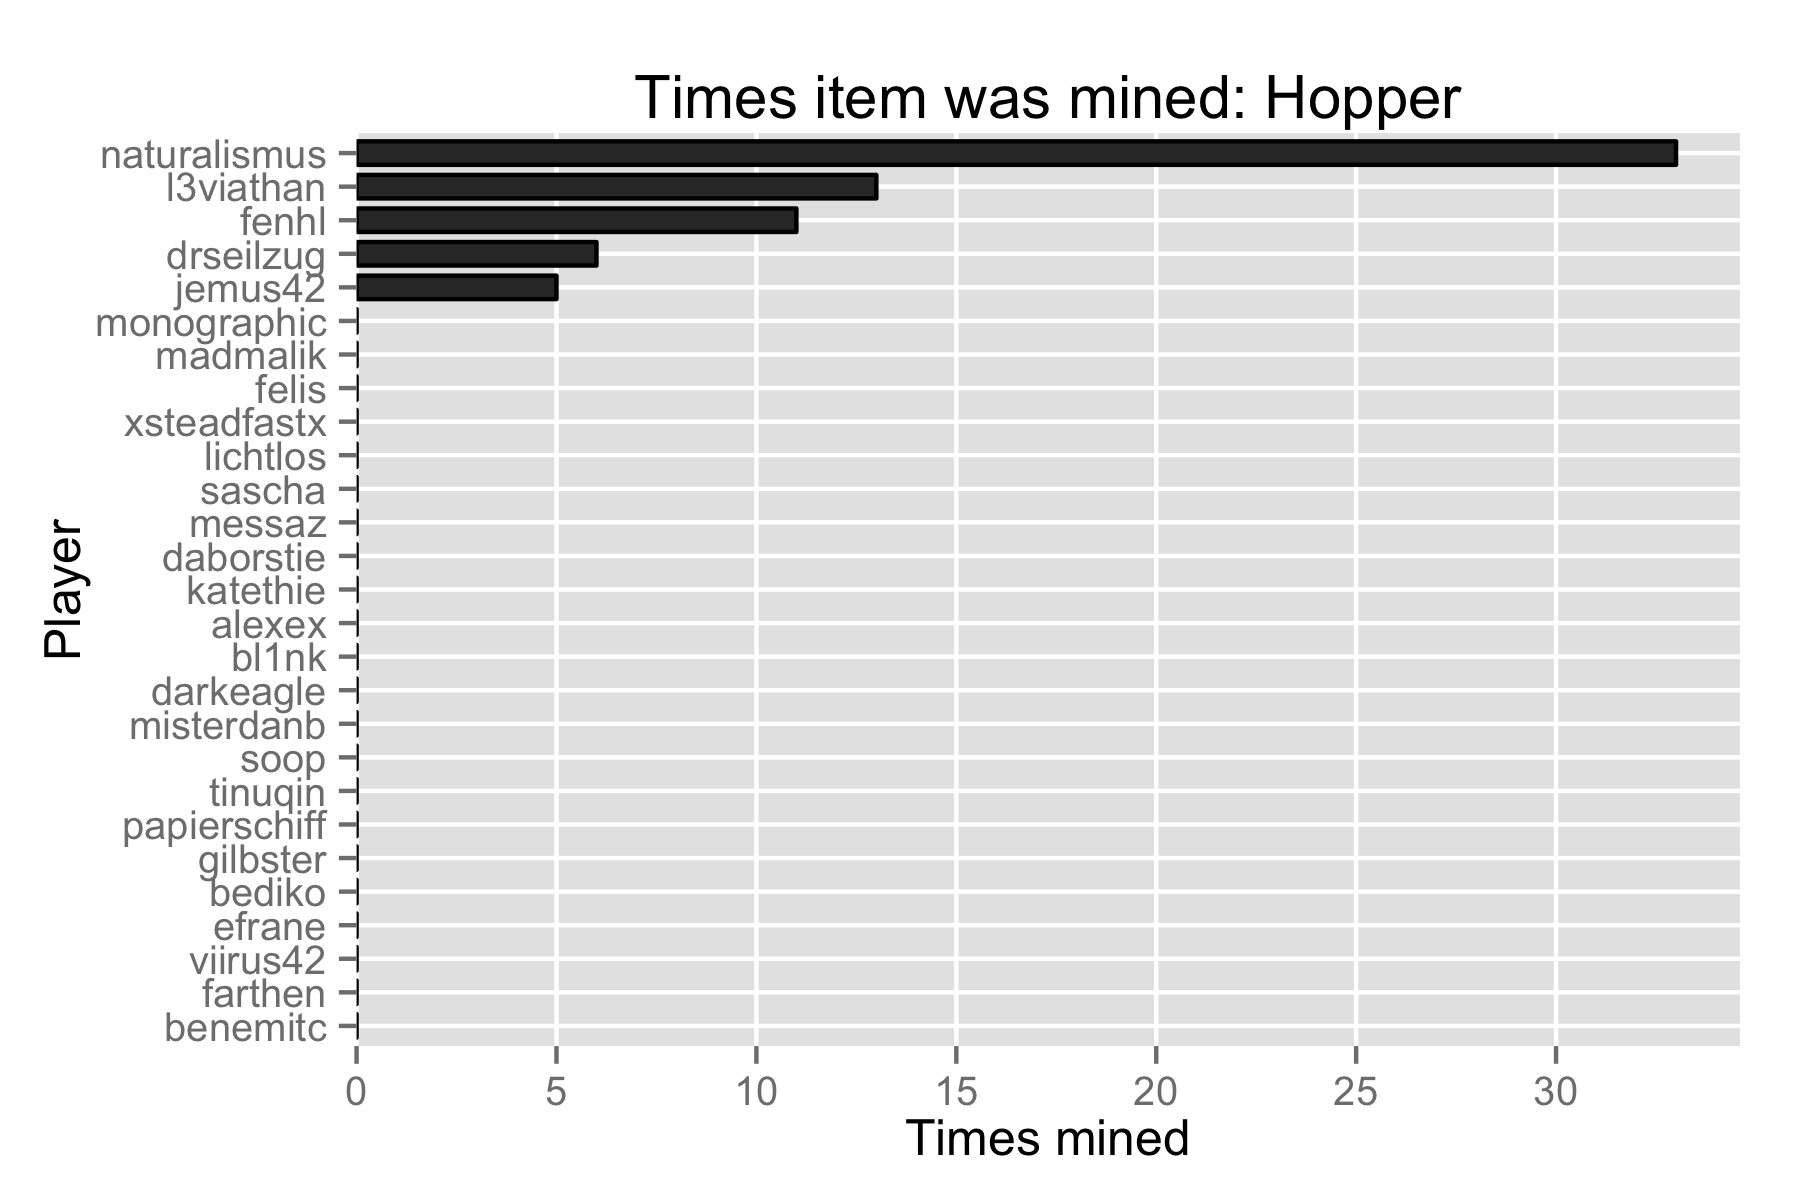 Times item was mined: Hopper
naturalismus
l3viathan
fenhl
drseilzug
jemus42
monographic
madmalik
felis
xsteadfastx
lichtlos
sascha
messaz
daborstie
katethie
alexex
bl1nk
darkeagle
misterdanb
soop
tinuqin
papierschiff
gilbster
bediko
efrane
viirus42
farthen
benemitc
Player
0 5 10 15 20 25 30
Times mined